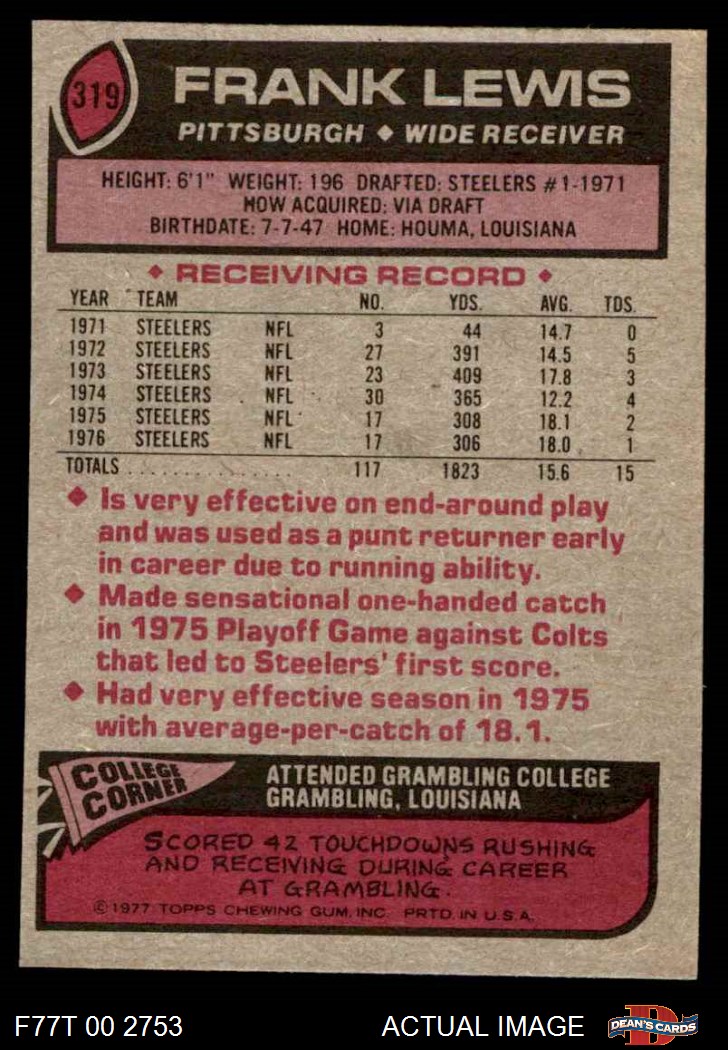 319
FRANK LEWIS
PITTSBURGH ♦ WIDE RECEIVER
HEIGHT: 6'1" WEIGHT: 196 DRAFTED: STEELERS #1-1971
HOW ACQUIRED: VIA DRAFT
BIRTHDATE: 7-7-47 HOME: HOUMA, LOUISIANA
♦ RECEIVING RECORD ♦
YEAR TEAM NO. YDS. AVG. TDS.
1971 STEELERS NFL 3 44 14.7 0
1972 STEELERS NFL 27 391 14.5 5
1973 STEELERS NFL 23 409 17.8 3
1974 STEELERS NFL 30 365 12.2 4
1975 STEELERS NFL 17 308 18.1 2
1976 STEELERS NFL 17 306 18.0 1
TOTALS . . . . . . . . . . . . . . . . 117 1823 15.6 15
♦ Is very effective on end-around play
and was used as a punt returner early
in career due to running ability.
♦ Made sensational one-handed catch
in 1975 Playoff Game against Colts
that led to Steelers' first score.
♦ Had very effective season in 1975
with average-per-catch of 18.1.
COLLEGE
CORNER
ATTENDED GRAMBLING COLLEGE
GRAMBLING, LOUISIANA
SCORED 42 TOUCHDOWNS RUSHING
AND RECEIVING DURING CAREER
AT GRAMBLING.
© 1977 TOPPS CHEWING GUM, INC. PRTD. IN U.S.A.
F77T 00 2753 ACTUAL IMAGE
D
DEAN'S CARDS